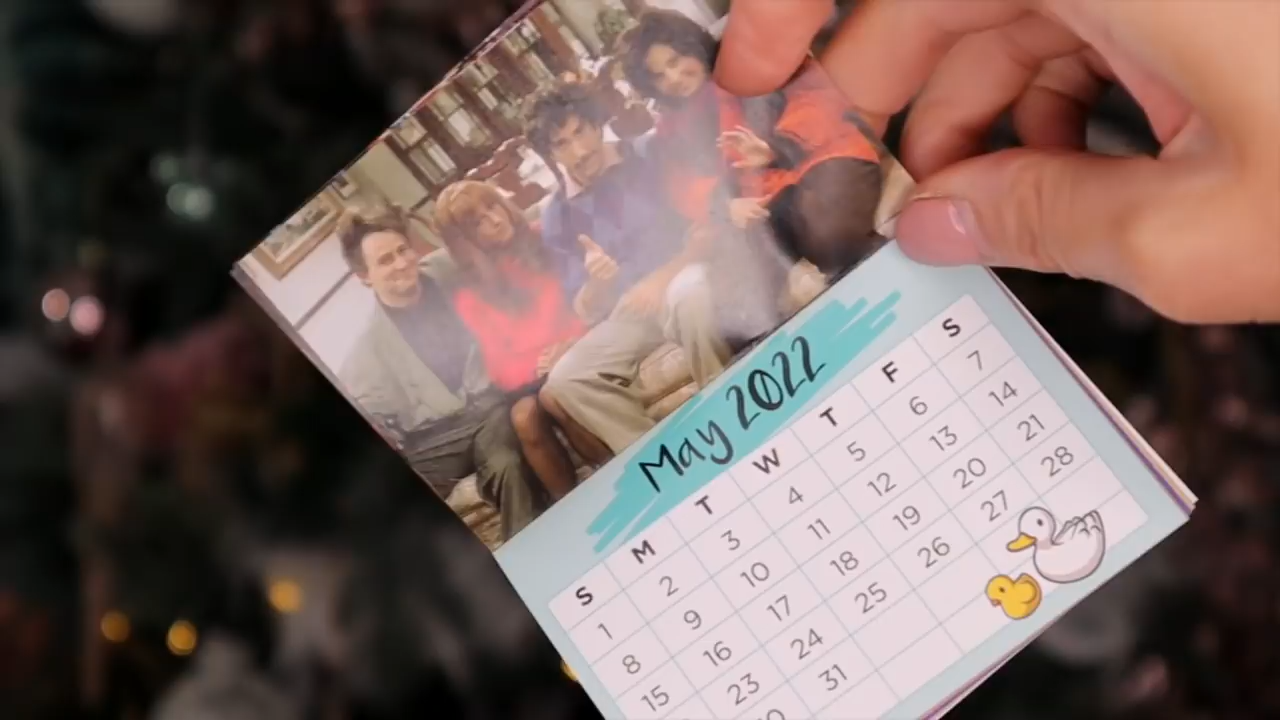 May 2022
S M T W T F S
1 2 3 4 5 6 7
8 9 10 11 12 13 14
15 16 17 18 19 20 21
23 24 25 26 27 28
31